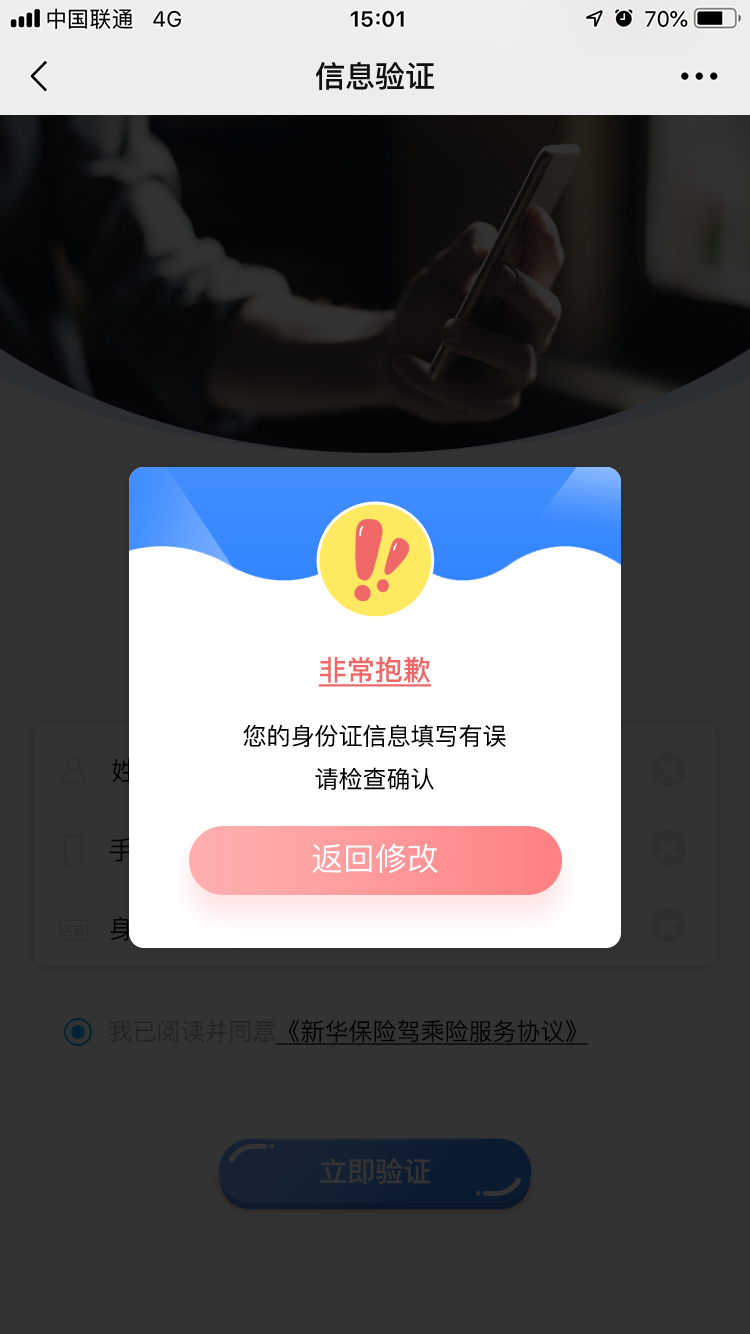 中国联通 4G 15:01 70%
信息验证
非常抱歉
您的身份证信息填写有误
请检查确认
返回修改
姓
手
身
我已阅读并同意《新华保险驾乘险服务协议》
立即验证